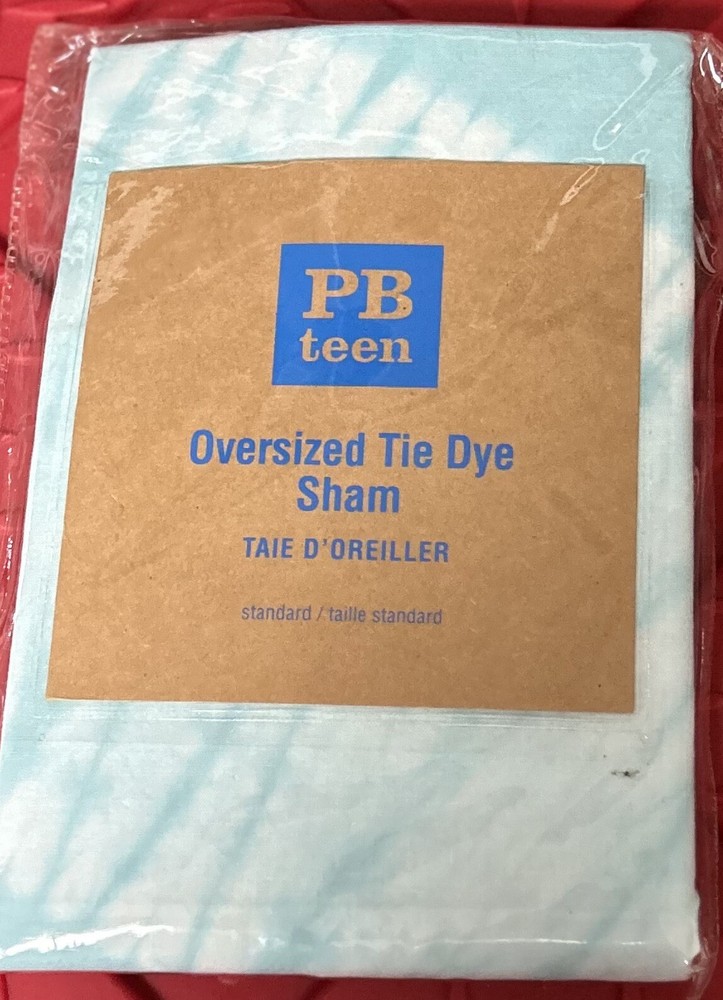 PB
teen
Oversized Tie Dye
Sham
TAIE D'OREILLER
standard / taille standard